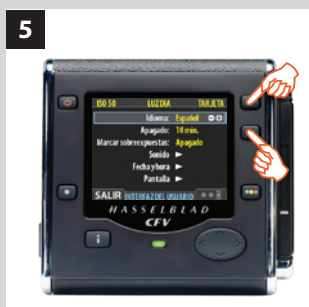 5
ISO 50 LUZ DIA TARJETA
Idioma: Español
Apagado: 10 min.
Marcar sobreexpuestas: Apagado
Sonido
Fecha y hora
Pantalla
SALIR INTERFAZ DEL USUARIO
HASSELBLAD
CFV
i